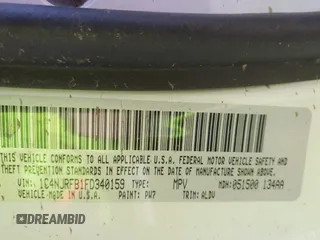 THIS VEHICLE CONFORMS TO ALL APPLICABLE U.S.A. FEDERAL MOTOR VEHICLE SAFETY AND
THEFT PREVENTION STANDARDS IN EFFECT ON THE DATE OF MANUFACTURE SHOWN ABOVE.
VIN: 1C4NJRFB1FD340159 TYPE: MPV MDH: 051500 134AA
VEHICLE MADE IN U.S.A. PAINT: PW7 TRIM: ALDV
DREAMBID